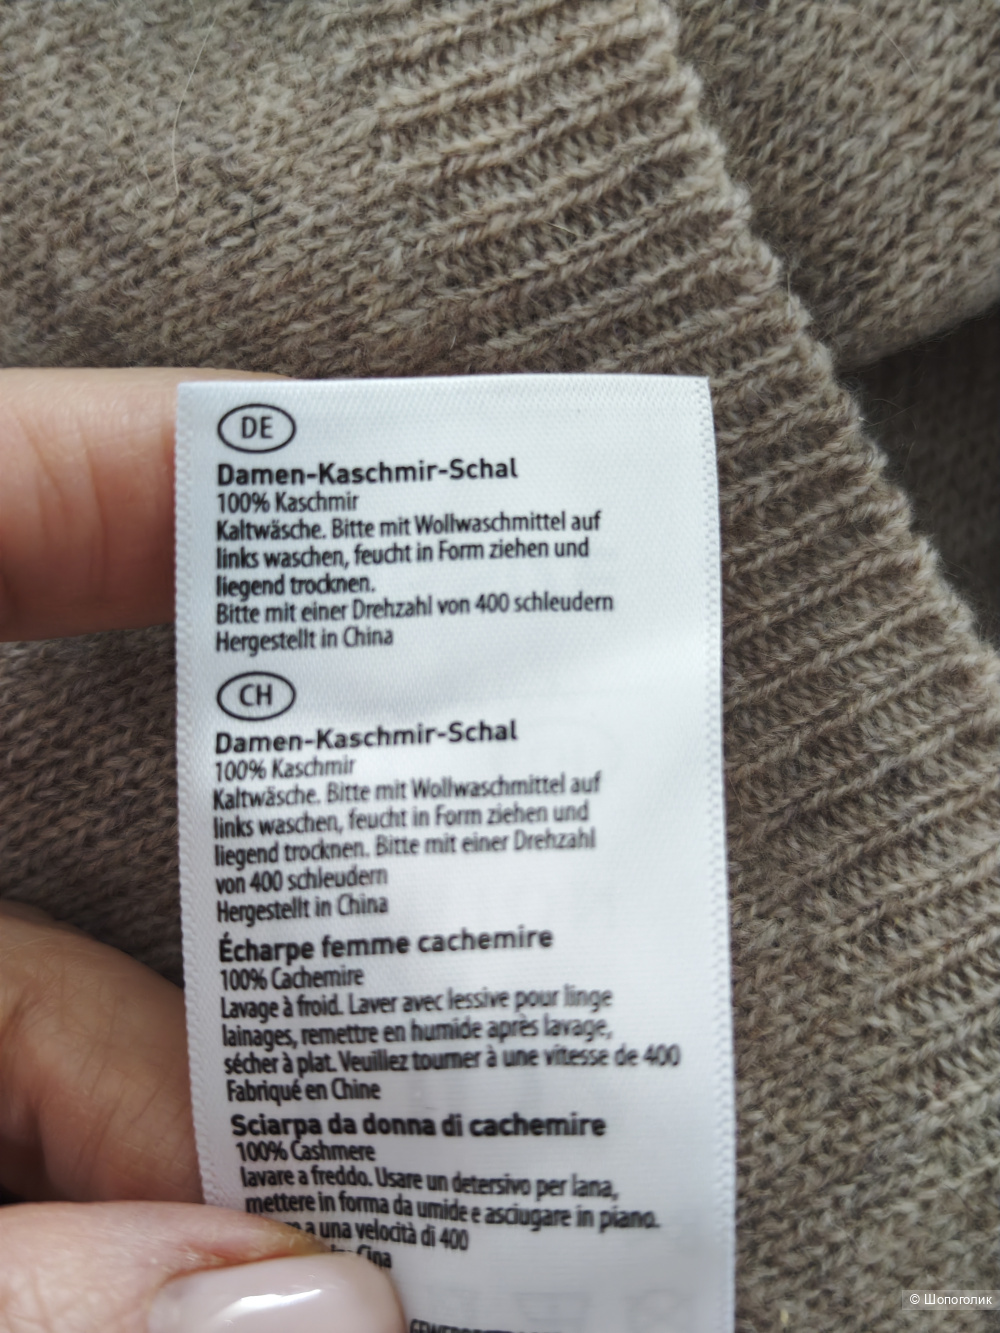 DE
Damen-Kaschmir-Schal
100% Kaschmir
Kaltwäsche. Bitte mit Wollwaschmittel auf
links waschen, feucht in Form ziehen und
liegend trocknen.
Bitte mit einer Drehzahl von 400 schleudern
Hergestellt in China
CH
Damen-Kaschmir-Schal
100% Kaschmir
Kaltwäsche. Bitte mit Wollwaschmittel auf
links waschen, feucht in Form ziehen und
liegend trocknen. Bitte mit einer Drehzahl
von 400 schleudern
Hergestellt in China
Écharpe femme cachemire
100% Cachemire
Lavage à froid. Laver avec lessive pour linge
lainages, remettre en humide après lavage,
sécher à plat. Veuillez tourner à une vitesse de 400
Fabriqué en Chine
Sciarpa da donna di cachemire
100% Cashmere
lavare a freddo. Usare un detersivo per lana,
mettere in forma da umide e asciugare in piano.
a una velocità di 400
Cina
© Шопоголик